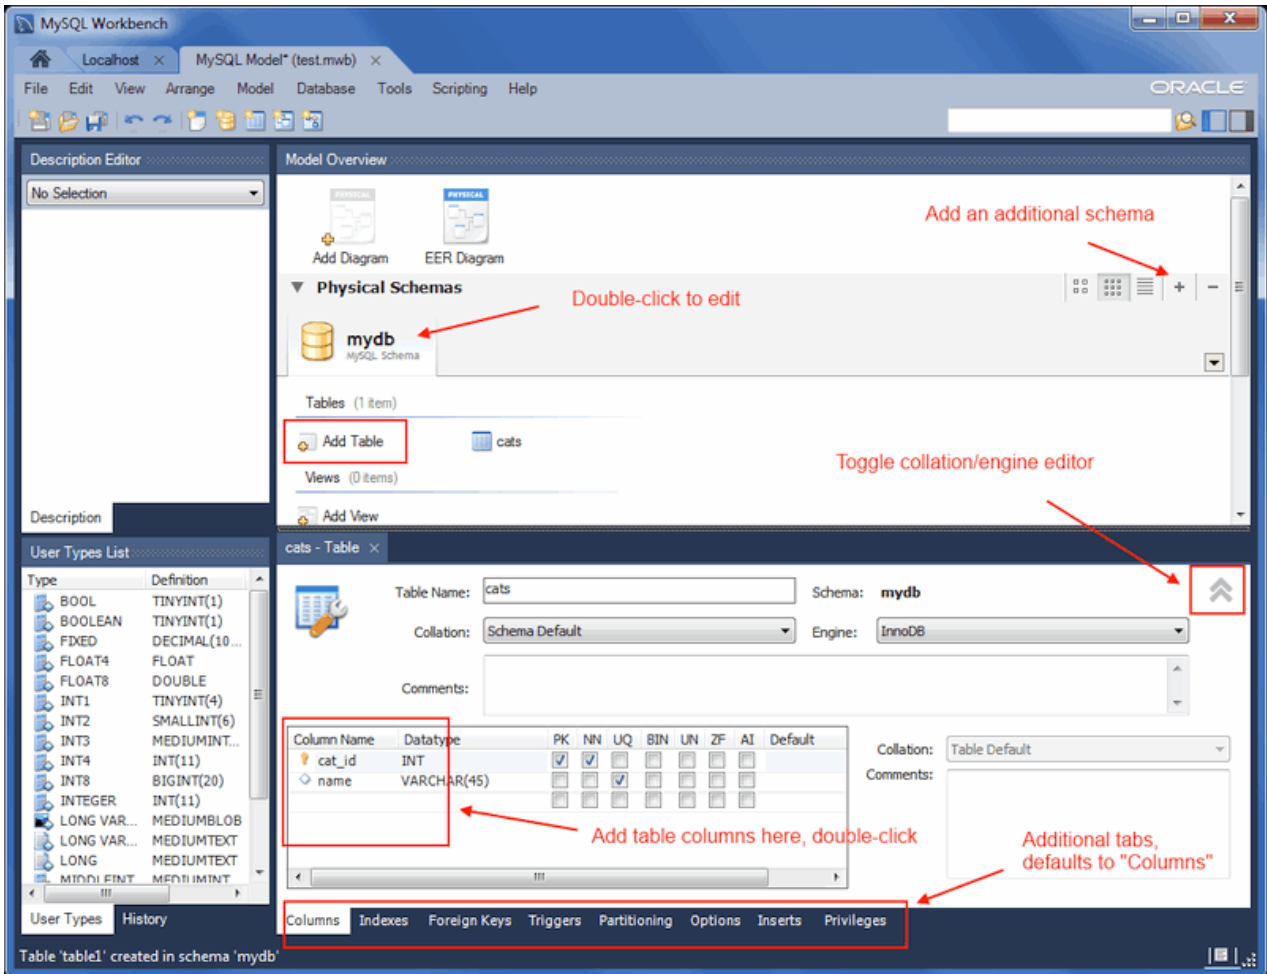 MySQL Workbench
Localhost
MySQL Model* (test.mwb)
File Edit View Arrange Model Database Tools Scripting Help
ORACLE
Description Editor
No Selection
Description
Model Overview
PHYSICAL
Add Diagram
PHYSICAL
EER Diagram
Add an additional schema
Physical Schemas
Double-click to edit
mydb
MySQL Schema
Tables (1 item)
Add Table
cats
Toggle collation/engine editor
Views (0 items)
Add View
User Types List
Type Definition
BOOL TINYINT(1)
BOOLEAN TINYINT(1)
FIXED DECIMAL(10...
FLOAT4 FLOAT
FLOAT8 DOUBLE
INT1 TINYINT(4)
INT2 SMALLINT(6)
INT3 MEDIUMINT...
INT4 INT(11)
INT8 BIGINT(20)
INTEGER INT(11)
LONG VAR... MEDIUMBLOB
LONG VAR... MEDIUMTEXT
LONG MEDIUMTEXT
MIDDLEINT MEDIUMINT
User Types History
cats - Table
Table Name: cats
Schema: mydb
Collation: Schema Default
Engine: InnoDB
Comments:
Column Name Datatype PK NN UQ BIN UN ZF AI Default
cat_id INT
name VARCHAR(45)
Collation: Table Default
Comments:
Add table columns here, double-click
Additional tabs,
defaults to "Columns"
Columns Indexes Foreign Keys Triggers Partitioning Options Inserts Privileges
Table 'table1' created in schema 'mydb'